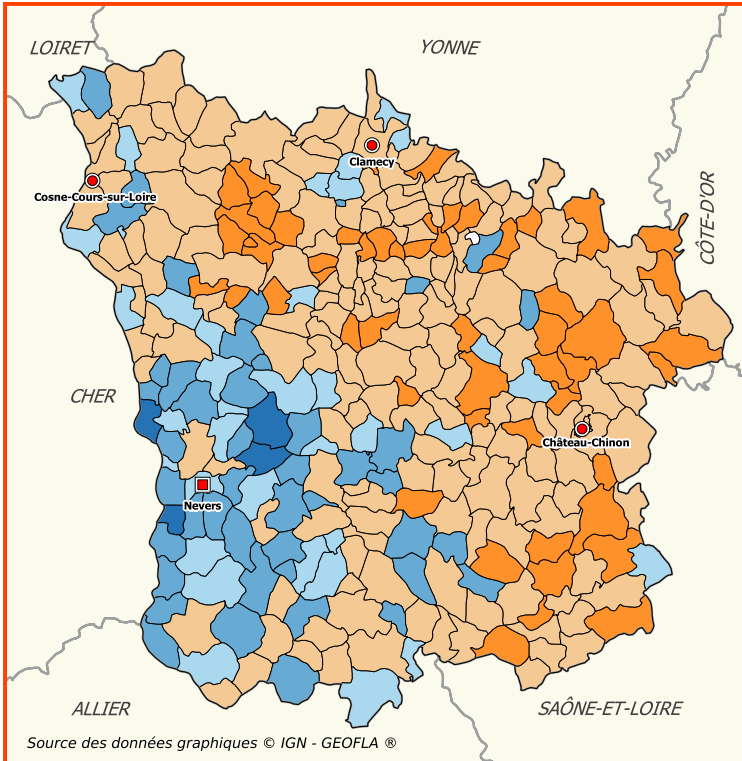 LOIRET
YONNE
Clamecy
Cosne-Cours-sur-Loire
CÔTE-D'OR
CHER
Château-Chinon
Nevers
ALLIER
SAÔNE-ET-LOIRE
Source des données graphiques © IGN - GEOFLA ®